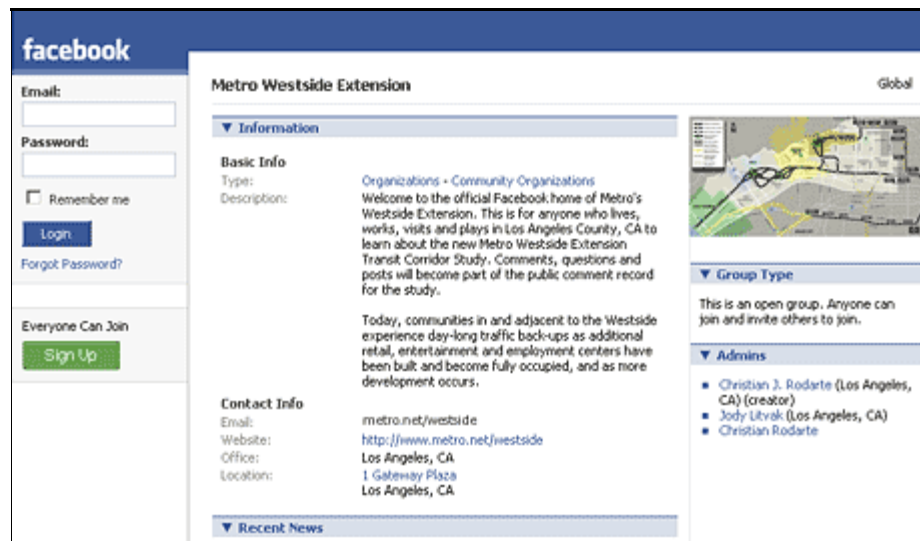 facebook
Email:
Password:
Remember me
Login
Forgot Password?
Everyone Can Join
Sign Up
Metro Westside Extension
Global
▼ Information
Basic Info
Type: Organizations - Community Organizations
Description: Welcome to the official Facebook home of Metro's
Westside Extension. This is for anyone who lives,
works, visits and plays in Los Angeles County, CA to
learn about the new Metro Westside Extension
Transit Corridor Study. Comments, questions and
posts will become part of the public comment record
for the study.
Today, communities in and adjacent to the Westside
experience day-long traffic back-ups as additional
retail, entertainment and employment centers have
been built and become fully occupied, and as more
development occurs.
Contact Info
Email: metro.net/westside
Website: http://www.metro.net/westside
Office: Los Angeles, CA
Location: 1 Gateway Plaza
Los Angeles, CA
▼ Recent News
▼ Group Type
This is an open group. Anyone can
join and invite others to join.
▼ Admins
Christian J. Rodarte (Los Angeles,
CA) (creator)
Jody Litvak (Los Angeles, CA)
Christian Rodarte